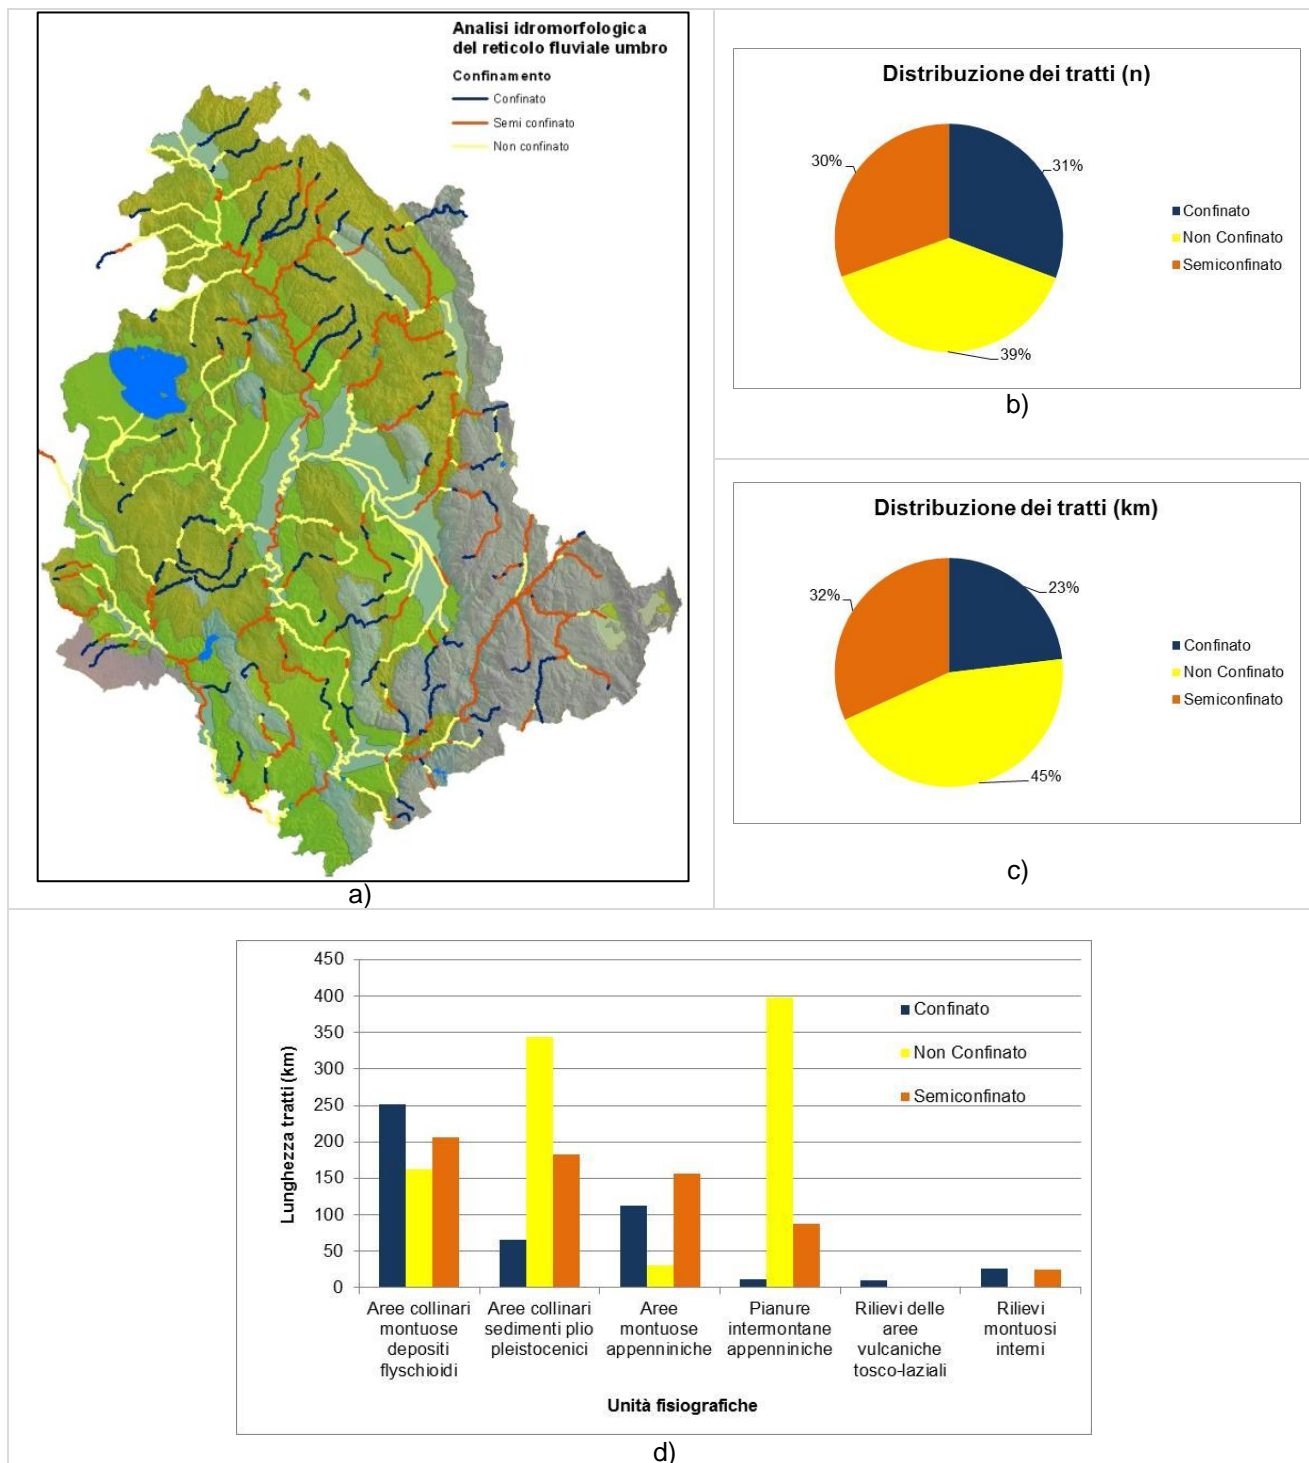 Analisi idromorfologica
del reticolo fluviale umbro
Confinamento
Confinato
Semi confinato
Non confinato
a)
Distribuzione dei tratti (n)
30%
31%
39%
Confinato
Non Confinato
Semiconfinato
b)
Distribuzione dei tratti (km)
32%
23%
45%
Confinato
Non Confinato
Semiconfinato
c)
450
400
350
300
250
200
150
100
50
0
Lunghezza tratti (km)
Confinato
Non Confinato
Semiconfinato
Aree collinari
montuose
depositi
flyschioidi
Aree collinari
sedimenti plio
pleistocenici
Aree
montuose
appenniniche
Pianure
intermontane
appenniniche
Rilievi delle
aree
vulcaniche
tosco-laziali
Rilievi
montuosi
interni
Unità fisiografiche
d)